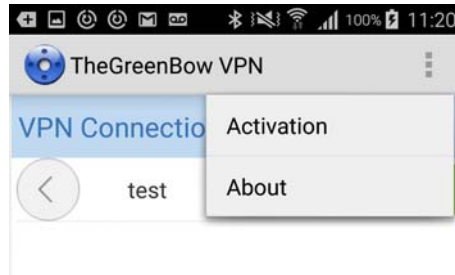 100% 11:20
TheGreenBow VPN
VPN Connectio
Activation
test
About